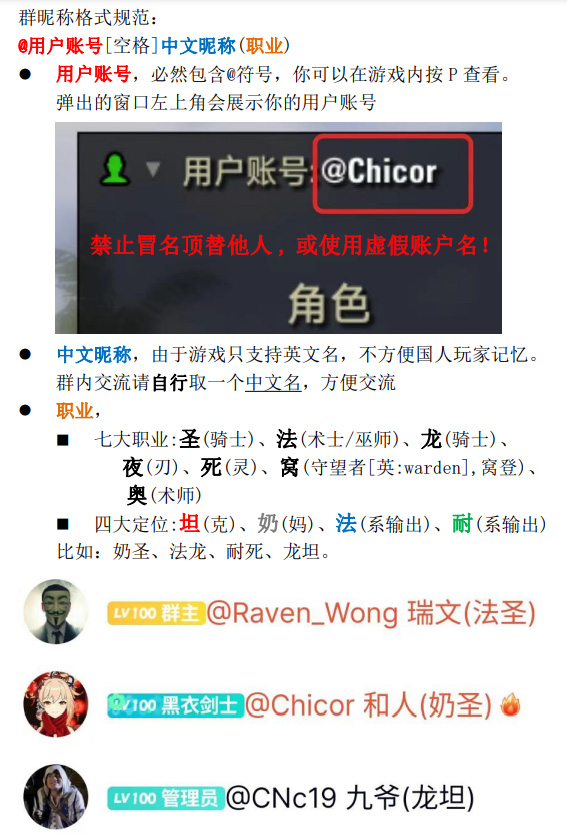 群昵称格式规范：
@用户账号[空格]中文昵称(职业)
● 用户账号，必然包含@符号，你可以在游戏内按 P 查看。
弹出的窗口左上角会展示你的用户账号
用户账号:@Chicor
禁止冒名顶替他人，或使用虚假账户名！
角色
● 中文昵称，由于游戏只支持英文名，不方便国人玩家记忆。
群内交流请自行取一个中文名，方便交流
● 职业，
■ 七大职业:圣(骑士)、法(术士/巫师)、龙(骑士)、
夜(刃)、死(灵)、窝(守望者[英:warden],窝登)、
奥(术师)
■ 四大定位:坦(克)、奶(妈)、法(系输出)、耐(系输出)
比如：奶圣、法龙、耐死、龙坦。
LV100 群主 @Raven_Wong 瑞文(法圣)
LV100 黑衣剑士 @Chicor 和人(奶圣)
LV100 管理员 @CNc19 九爷(龙坦)